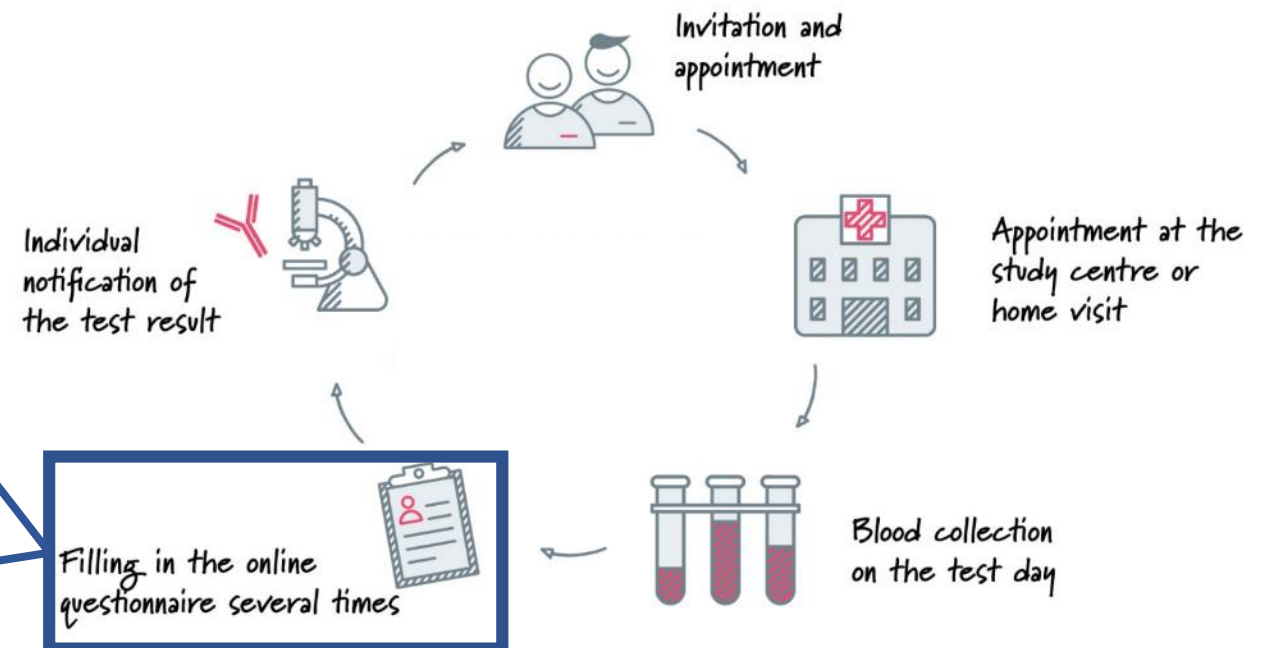 Invitation and
appointment
Appointment at the
study centre or
home visit
Blood collection
on the test day
Filling in the online
questionnaire several times
Individual
notification of
the test result